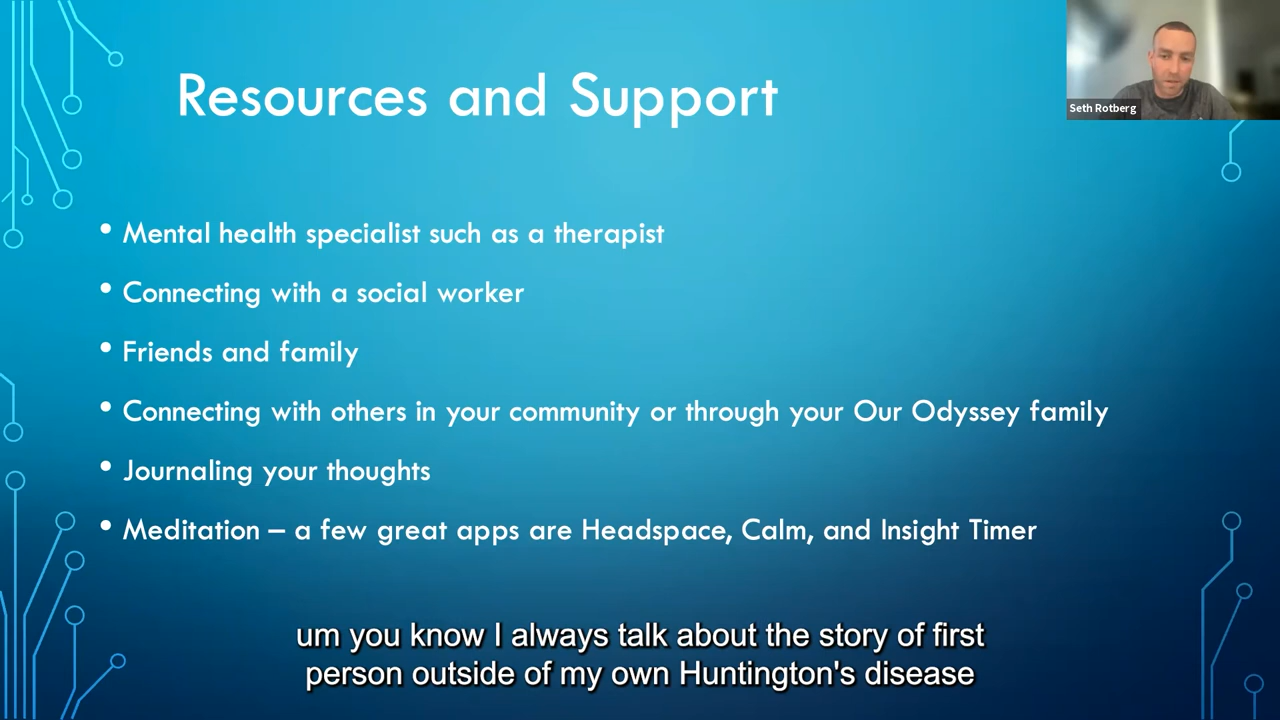 Resources and Support
Seth Rotberg
• Mental health specialist such as a therapist
• Connecting with a social worker
• Friends and family
• Connecting with others in your community or through your Our Odyssey family
• Journaling your thoughts
• Meditation – a few great apps are Headspace, Calm, and Insight Timer
um you know I always talk about the story of first
person outside of my own Huntington's disease